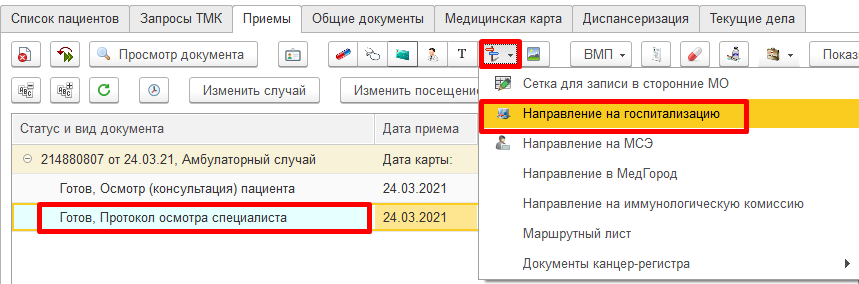 Список пациентов Запросы ТМК Приемы Общие документы Медицинская карта Диспансеризация Текущие дела
Просмотр документа Т ВМП Показ
Изменить случай Изменить посещение
Сетка для записи в сторонние МО
Направление на госпитализацию
Направление на МСЭ
Направление в МедГород
Направление на иммунологическую комиссию
Маршрутный лист
Документы канцер-регистра
Статус и вид документа Дата приема
214880807 от 24.03.21, Амбулаторный случай Дата карты:
Готов, Осмотр (консультация) пациента 24.03.2021
Готов, Протокол осмотра специалиста 24.03.2021